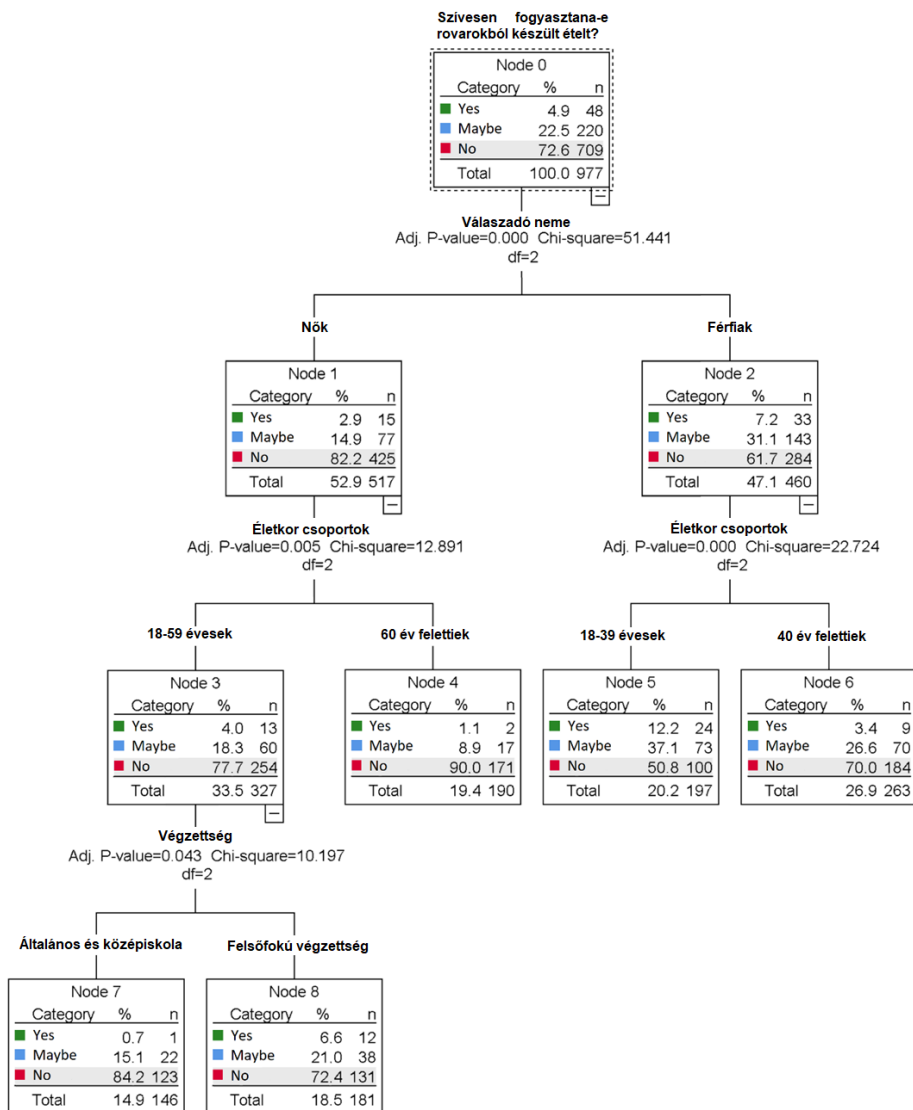 Szívesen fogyasztana-e
rovarokból készült ételt?
Node 0
Category % n
Yes 4.9 48
Maybe 22.5 220
No 72.6 709
Total 100.0 977
Válaszadó neme
Adj. P-value=0.000 Chi-square=51.441
df=2
Nők
Férfiak
Node 1
Category % n
Yes 2.9 15
Maybe 14.9 77
No 82.2 425
Total 52.9 517
Node 2
Category % n
Yes 7.2 33
Maybe 31.1 143
No 61.7 284
Total 47.1 460
Életkor csoportok
Adj. P-value=0.005 Chi-square=12.891
df=2
Életkor csoportok
Adj. P-value=0.000 Chi-square=22.724
df=2
18-59 évesek
60 év felettiek
18-39 évesek
40 év felettiek
Node 3
Category % n
Yes 4.0 13
Maybe 18.3 60
No 77.7 254
Total 33.5 327
Node 4
Category % n
Yes 1.1 2
Maybe 8.9 17
No 90.0 171
Total 19.4 190
Node 5
Category % n
Yes 12.2 24
Maybe 37.1 73
No 50.8 100
Total 20.2 197
Node 6
Category % n
Yes 3.4 9
Maybe 26.6 70
No 70.0 184
Total 26.9 263
Végzettség
Adj. P-value=0.043 Chi-square=10.197
df=2
Általános és középiskola
Felsőfokú végzettség
Node 7
Category % n
Yes 0.7 1
Maybe 15.1 22
No 84.2 123
Total 14.9 146
Node 8
Category % n
Yes 6.6 12
Maybe 21.0 38
No 72.4 131
Total 18.5 181